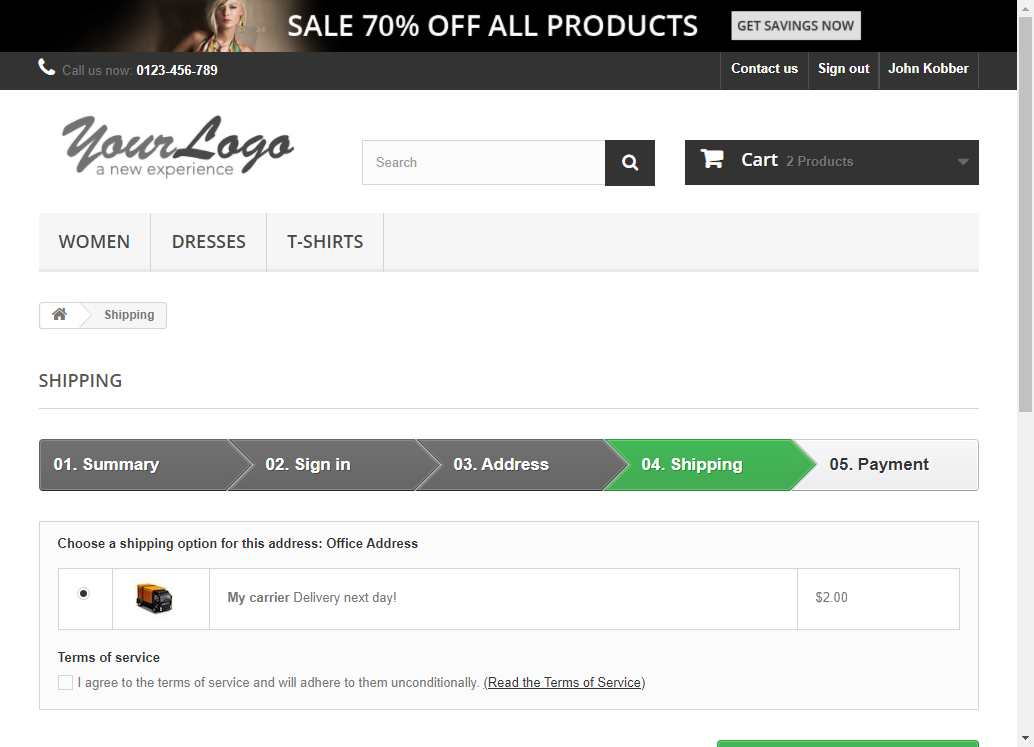 SALE 70% OFF ALL PRODUCTS
GET SAVINGS NOW
Call us now: 0123-456-789
Contact us
Sign out
John Kobber
YourLogo
a new experience
Search
Cart 2 Products
WOMEN
DRESSES
T-SHIRTS
Shipping
SHIPPING
01. Summary
02. Sign in
03. Address
04. Shipping
05. Payment
Choose a shipping option for this address: Office Address
My carrier Delivery next day!
$2.00
Terms of service
I agree to the terms of service and will adhere to them unconditionally. (Read the Terms of Service)